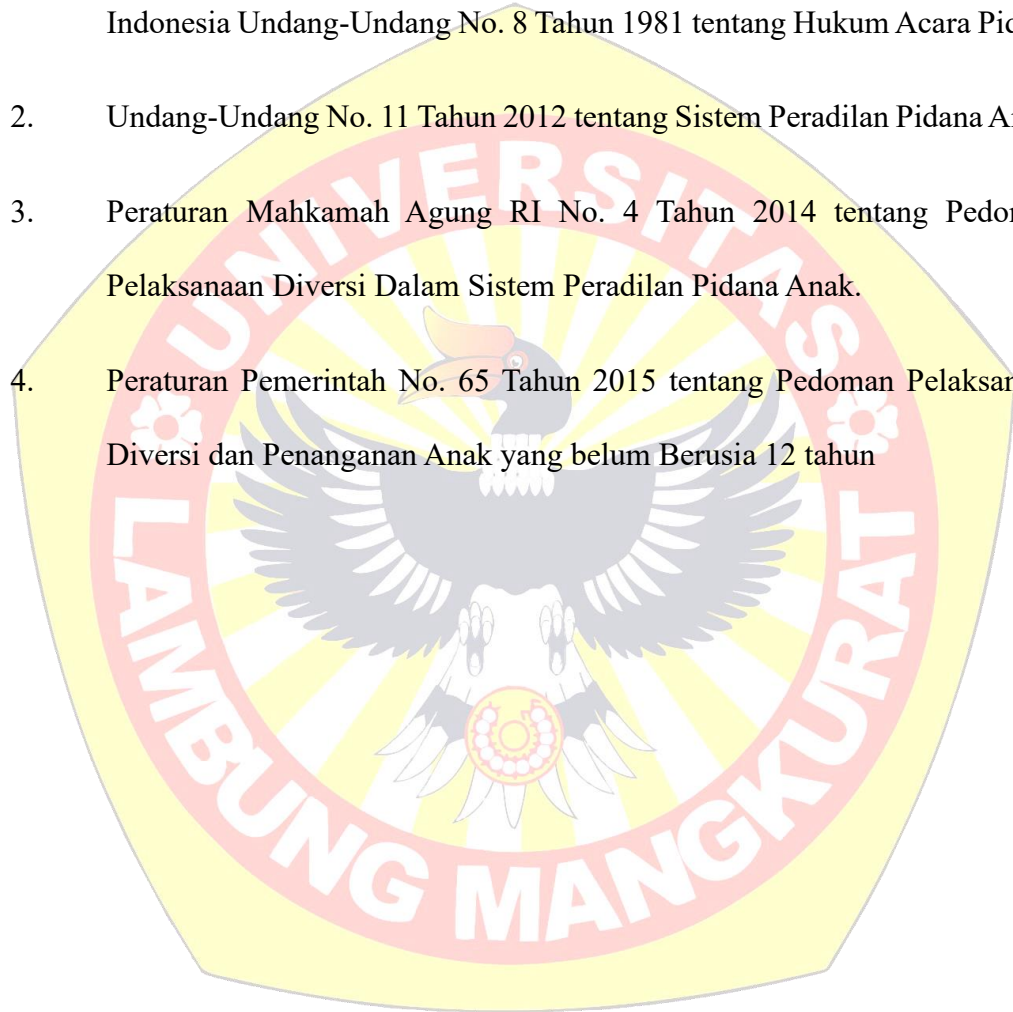 Indonesia Undang-Undang No. 8 Tahun 1981 tentang Hukum Acara
2. Undang-Undang No. 11 Tahun 2012 tentang Sistem Peradilan Pidana
3. Peraturan Mahkamah Agung RI No. 4 Tahun 2014 tentang
Pelaksanaan Diversi Dalam Sistem Peradilan Pidana Anak.
4. Peraturan Pemerintah No. 65 Tahun 2015 tentang Pedoman
Diversi dan Penanganan Anak yang belum Berusia 12 tahun
UNIVERSITAS
LAMBUNG MANGKURAT